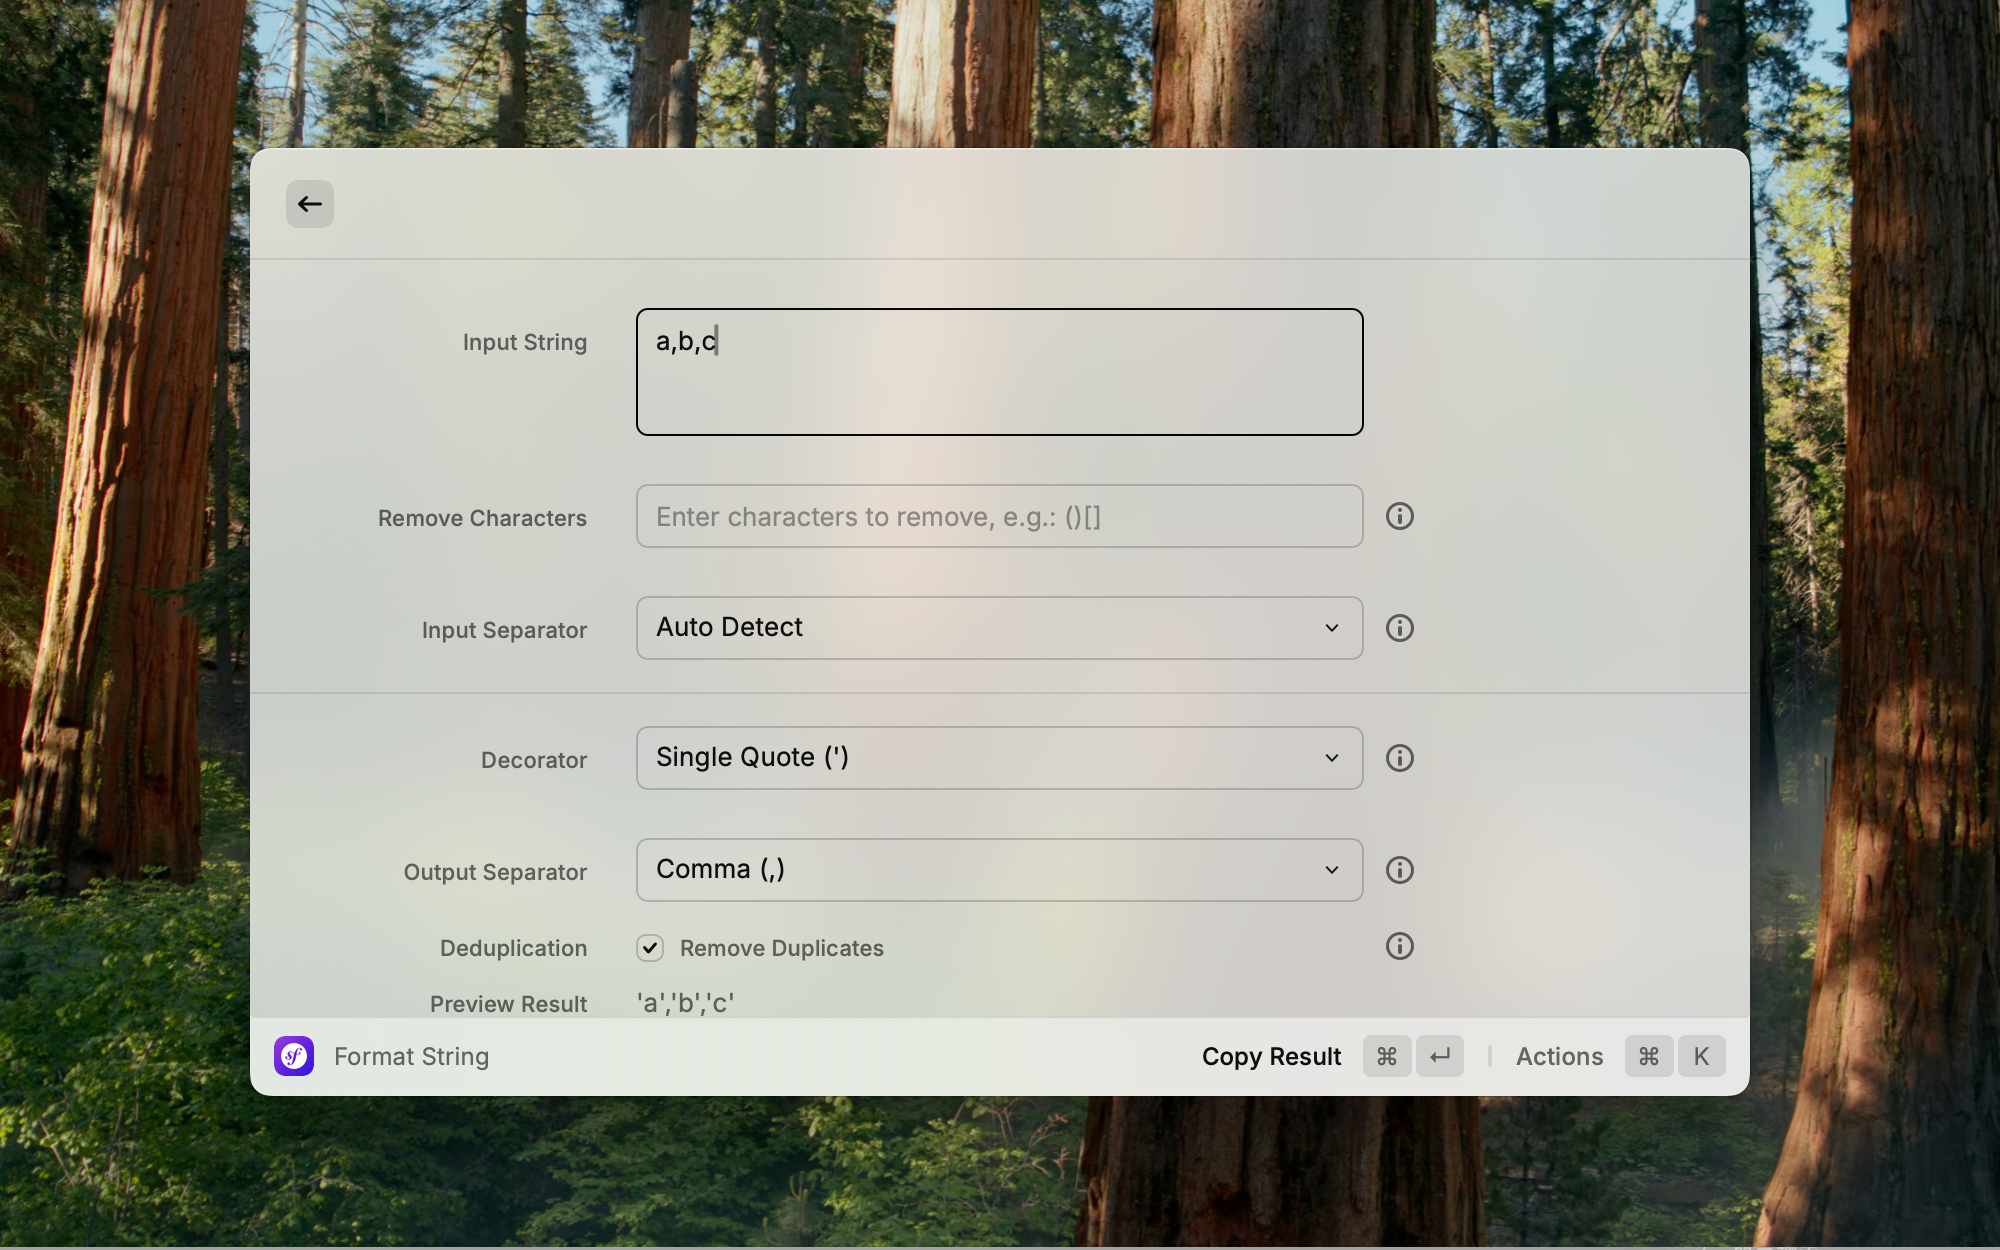 Input String
a,b,c
Remove Characters
Enter characters to remove, e.g.: ()[]
Input Separator
Auto Detect
Decorator
Single Quote (')
Output Separator
Comma (,)
Deduplication
Remove Duplicates
Preview Result
'a','b','c'
sf
Format String
Copy Result
⌘
↵
Actions
⌘
K